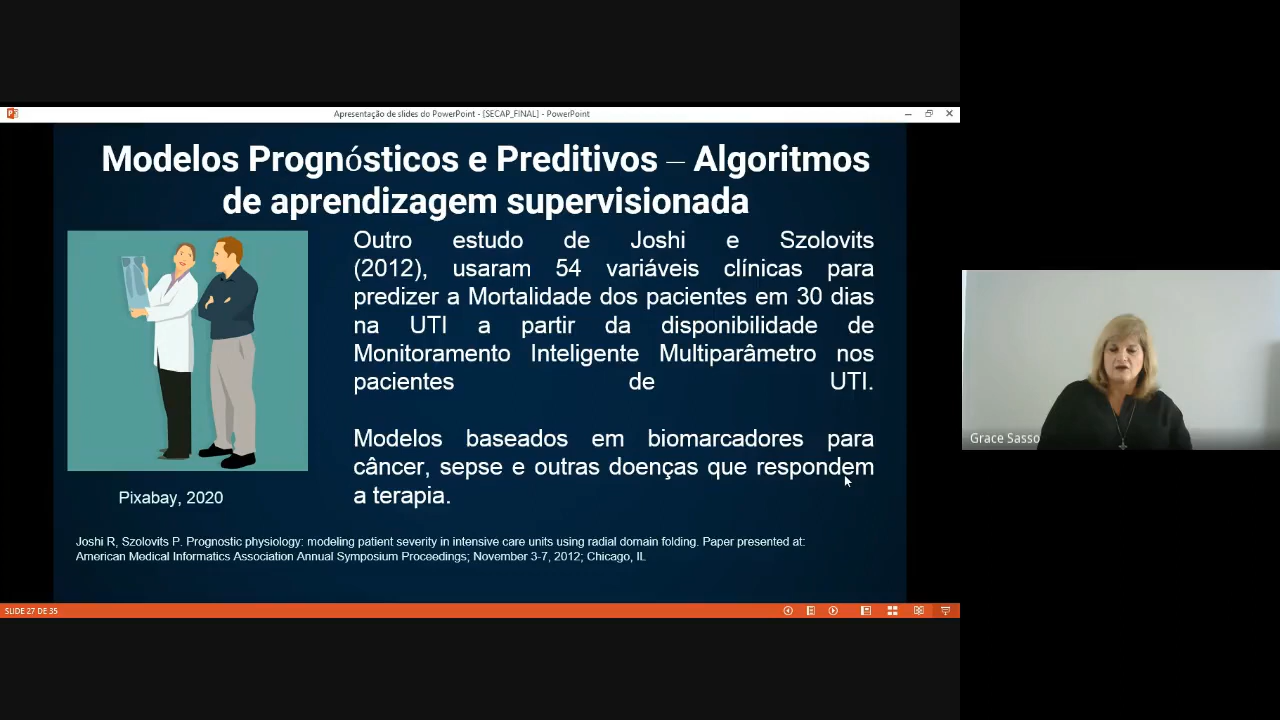 Apresentação de slides do PowerPoint - [SECAP_FINAL] - PowerPoint
Modelos Prognósticos e Preditivos – Algoritmos
de aprendizagem supervisionada
Outro estudo de Joshi e Szolovits
(2012), usaram 54 variáveis clínicas para
predizer a Mortalidade dos pacientes em 30 dias
na UTI a partir da disponibilidade de
Monitoramento Inteligente Multiparâmetro nos
pacientes de UTI.
Modelos baseados em biomarcadores para
câncer, sepse e outras doenças que respondem
a terapia.
Pixabay, 2020
Joshi R, Szolovits P. Prognostic physiology: modeling patient severity in intensive care units using radial domain folding. Paper presented at:
American Medical Informatics Association Annual Symposium Proceedings; November 3-7, 2012; Chicago, IL
SLIDE 27 DE 35
Grace Sasso